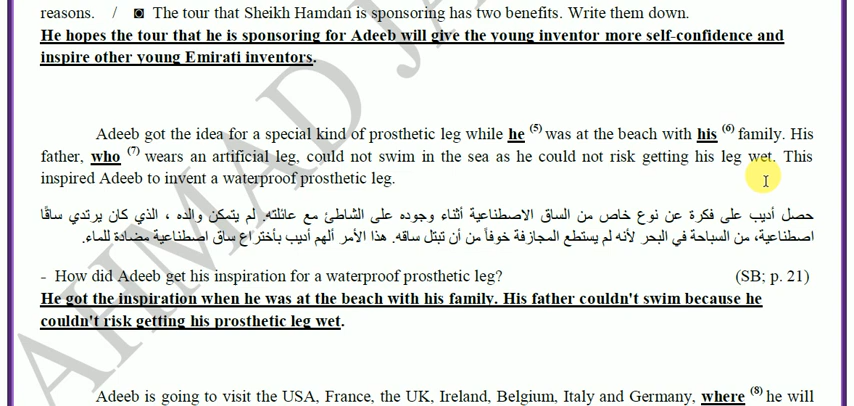 reasons. / ◙ The tour that Sheikh Hamdan is sponsoring has two benefits. Write them down.
He hopes the tour that he is sponsoring for Adeeb will give the young inventor more self-confidence and
inspire other young Emirati inventors.
Adeeb got the idea for a special kind of prosthetic leg while he (5) was at the beach with his (6) family. His
father, who (7) wears an artificial leg, could not swim in the sea as he could not risk getting his leg wet. This
inspired Adeeb to invent a waterproof prosthetic leg.
حصل أديب على فكرة عن نوع خاص من الساق الاصطناعية أثناء وجوده على الشاطئ مع عائلته. لم يتمكن والده ، الذي كان يرتدي ساقًا
اصطناعية، من السباحة في البحر لأنه لم يستطع المجازفة خوفاً من أن تبتل ساقه. هذا الأمر ألهم أديب بأختراع ساق اصطناعية مضادة للماء.
- How did Adeeb get his inspiration for a waterproof prosthetic leg? (SB; p. 21)
He got the inspiration when he was at the beach with his family. His father couldn't swim because he
couldn't risk getting his prosthetic leg wet.
Adeeb is going to visit the USA, France, the UK, Ireland, Belgium, Italy and Germany, where (8) he will
AHMAD JA